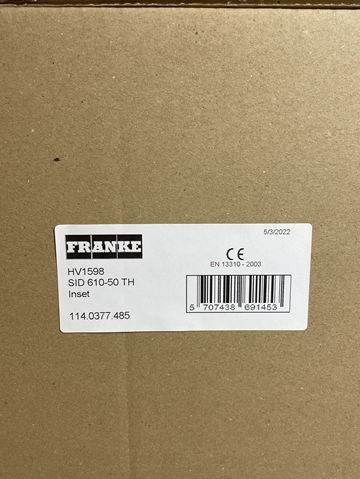 FRANKE
5/3/2022
CE
EN 13310 - 2003
HV1598
SID 610-50 TH
Inset
114.0377.485
5 707438 691453